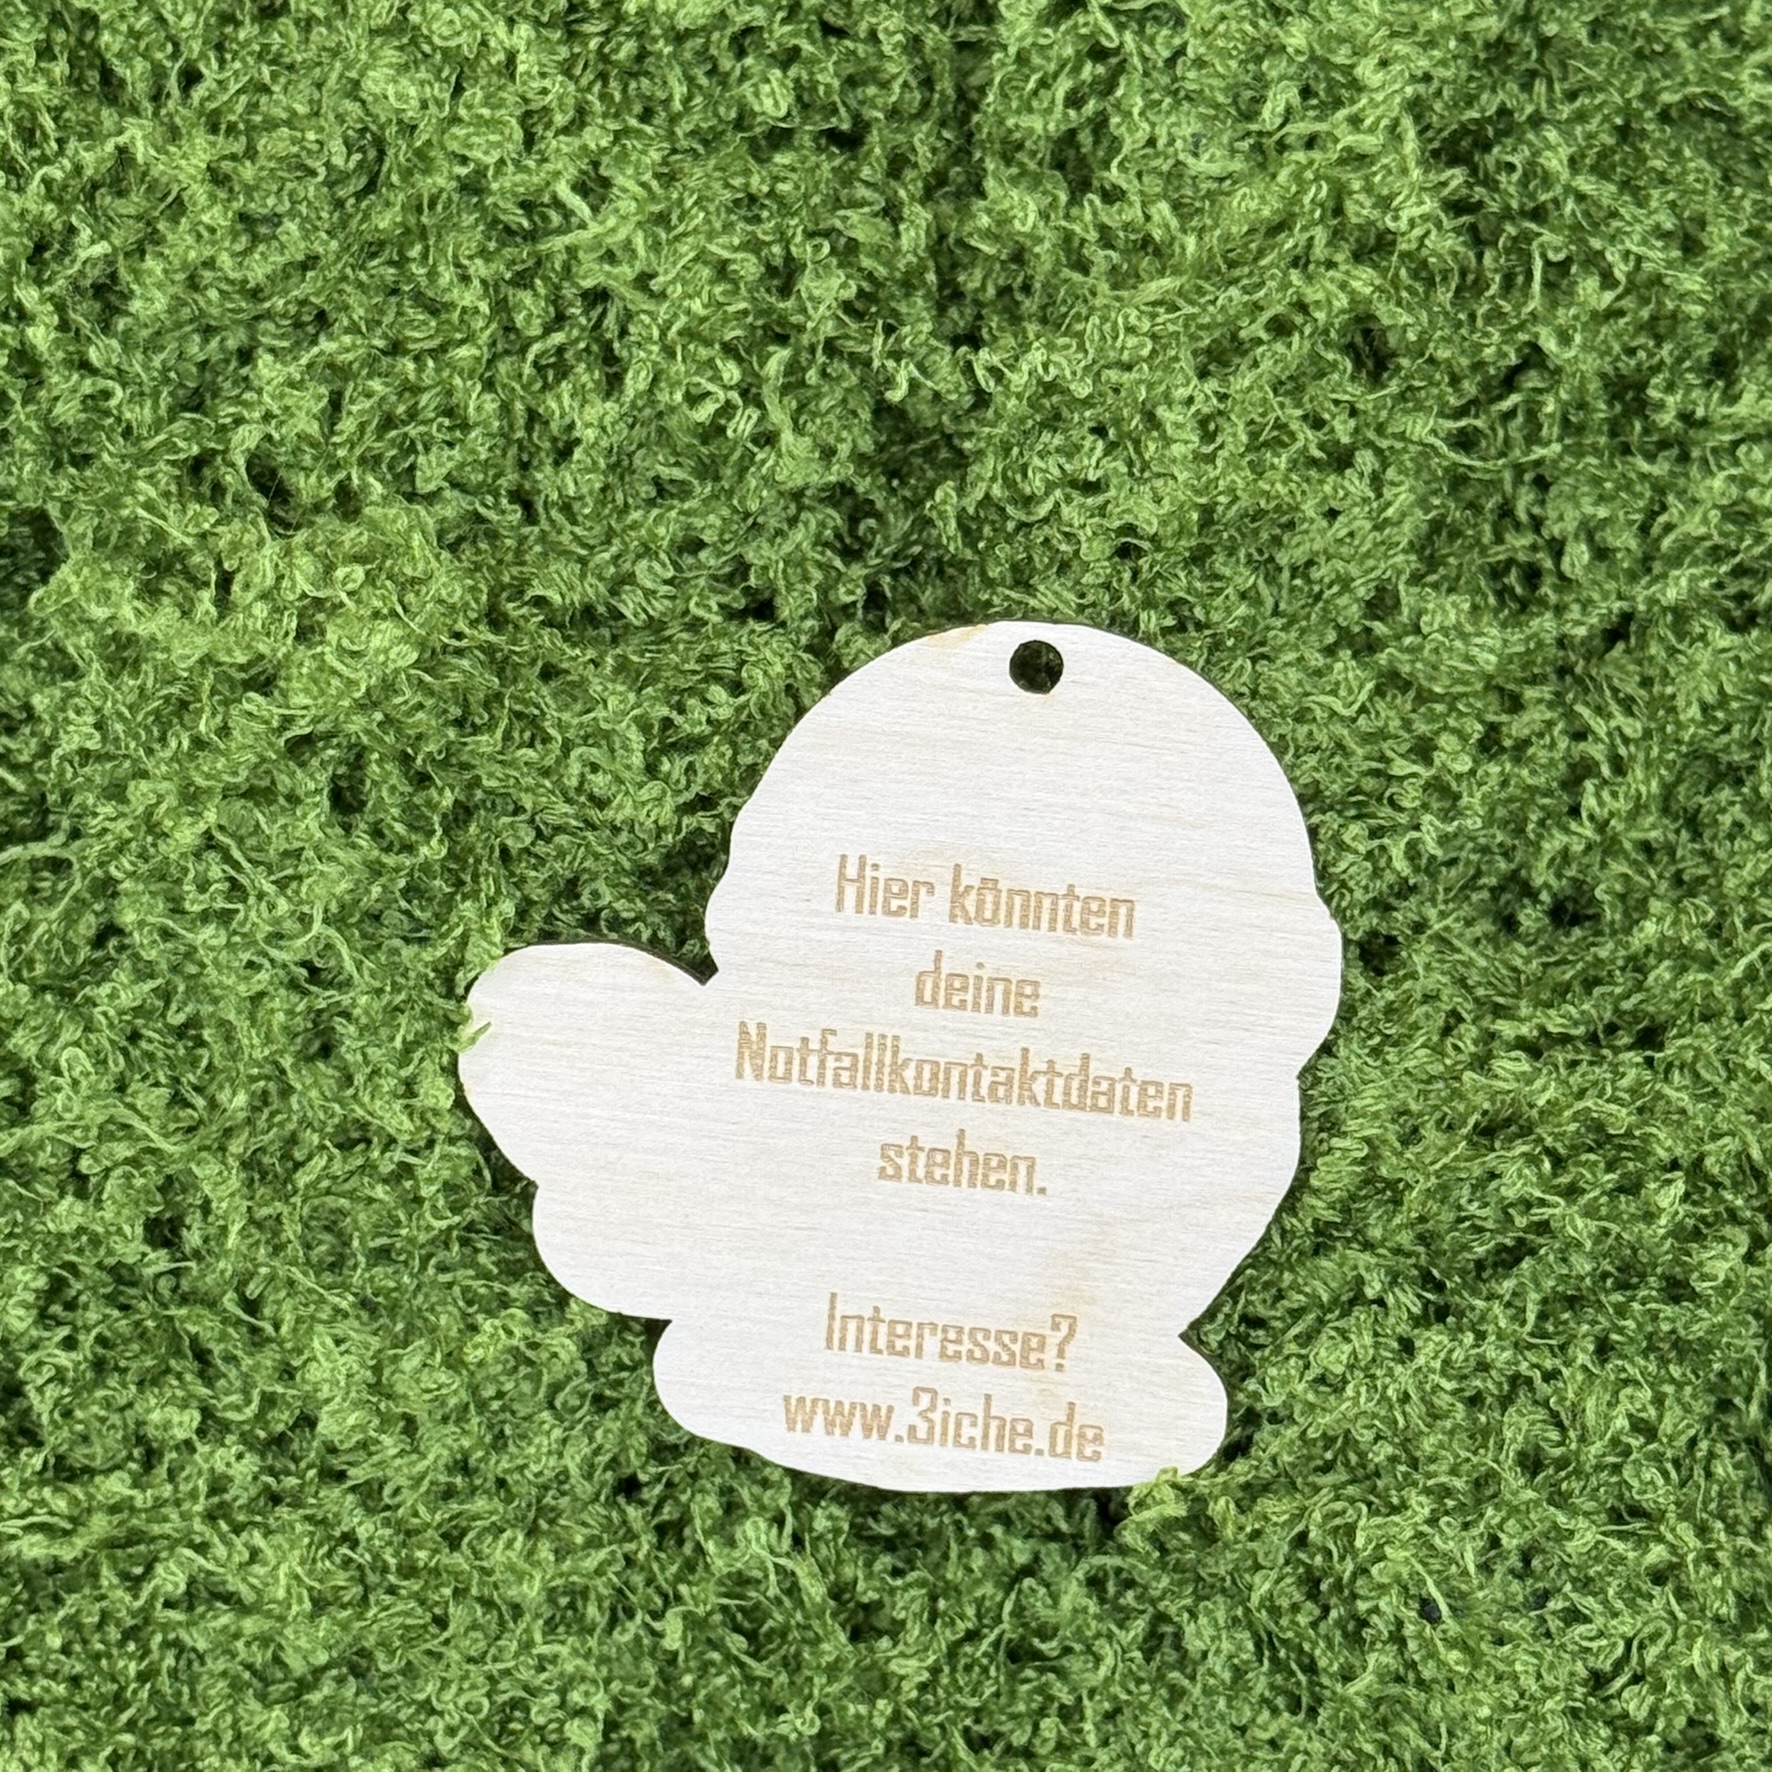 Hier könnten
deine
Notfallkontaktdaten
stehen.
Interesse?
www.3iche.de